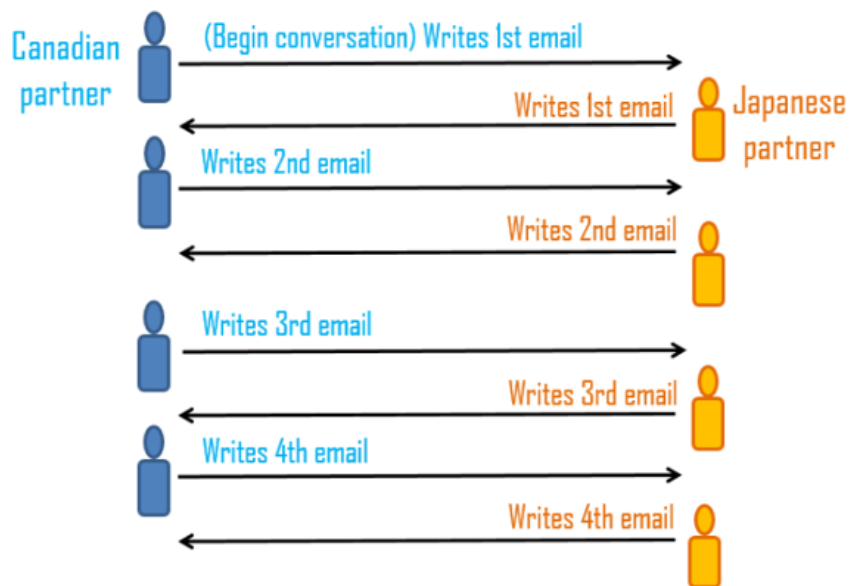 Canadian
partner
(Begin conversation) Writes 1st email
Writes 1st email
Japanese
partner
Writes 2nd email
Writes 2nd email
Writes 3rd email
Writes 3rd email
Writes 4th email
Writes 4th email